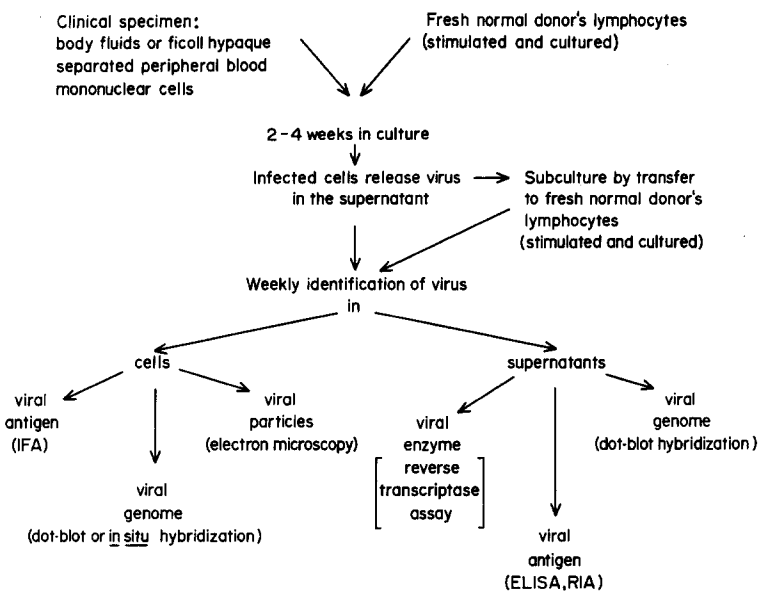 Clinical specimen:
body fluids or ficoll hypaque
separated peripheral blood
mononuclear cells
Fresh normal donor's lymphocytes
(stimulated and cultured)
2-4 weeks in culture
Infected cells release virus
in the supernatant
Subculture by transfer
to fresh normal donor's
lymphocytes
(stimulated and cultured)
Weekly identification of virus
in
cells
supernatants
viral
antigen
(IFA)
viral
genome
(dot-blot or in situ hybridization)
viral
particles
(electron microscopy)
viral
enzyme
[reverse
transcriptase
assay]
viral
antigen
(ELISA,RIA)
viral
genome
(dot-blot hybridization)